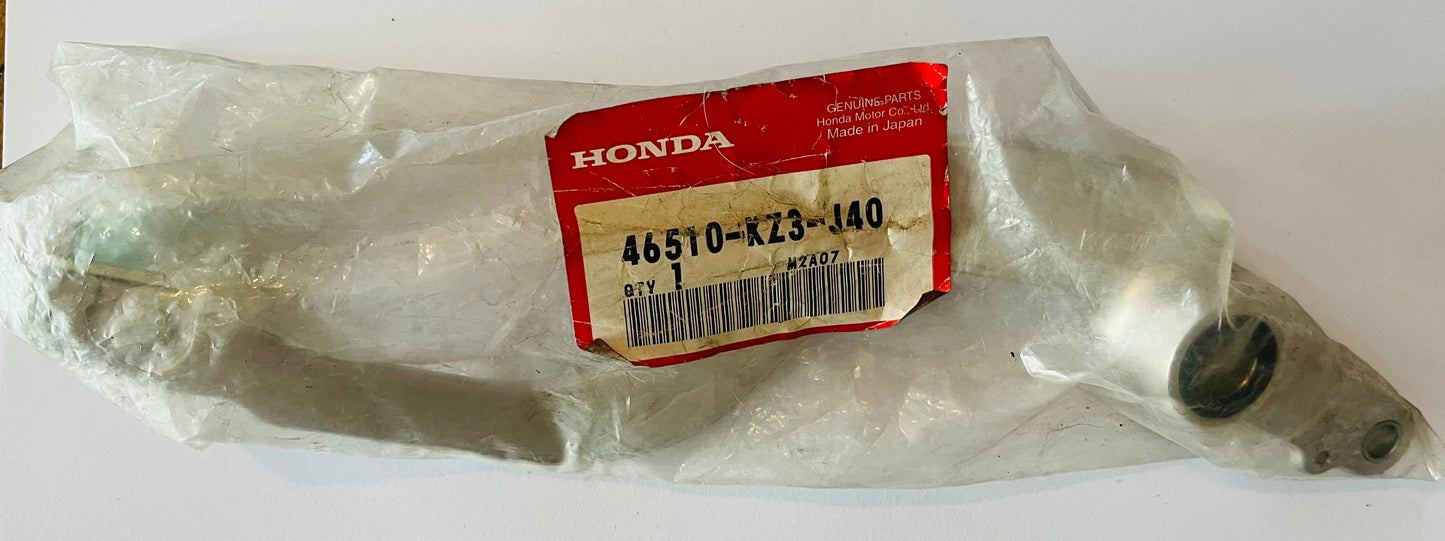 GENUINE PARTS
Honda Motor Co., Ltd.
Made in Japan
HONDA
46510-KZ3-J40
QTY 1 M2A07